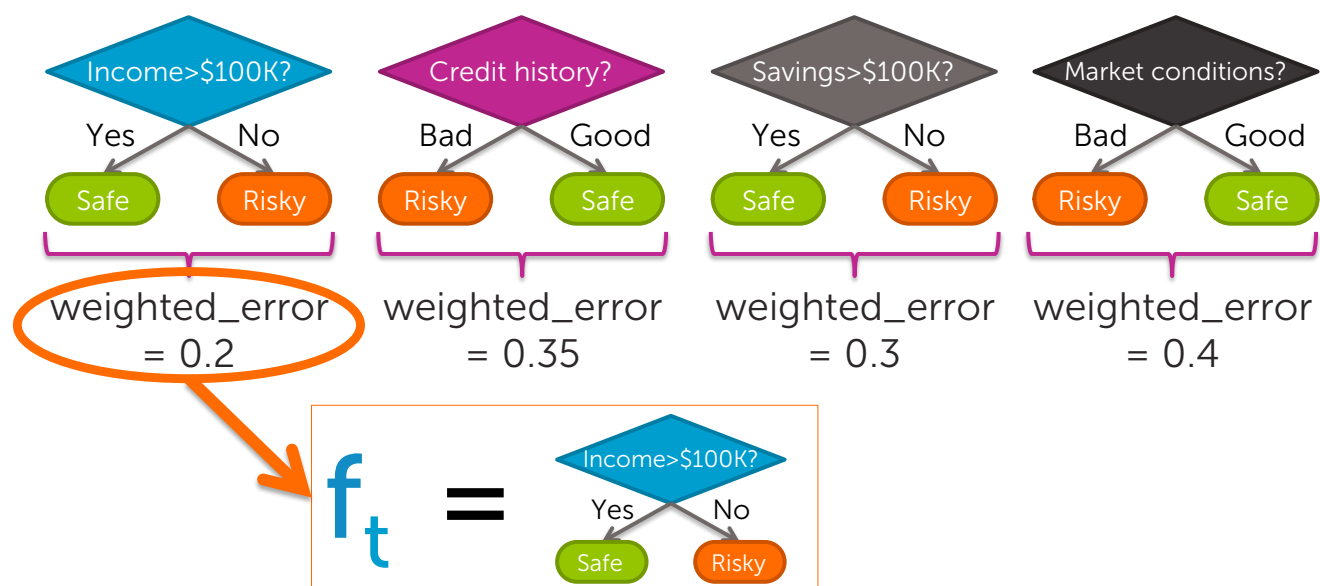 Income>$100K? Credit history? Savings>$100K? Market conditions?
Yes No Bad Good Yes No Bad Good
Safe Risky Risky Safe Safe Risky Risky Safe
weighted_error weighted_error weighted_error weighted_error
= 0.2 = 0.35 = 0.3 = 0.4
Income>$100K?
ft =
Yes No
Safe Risky